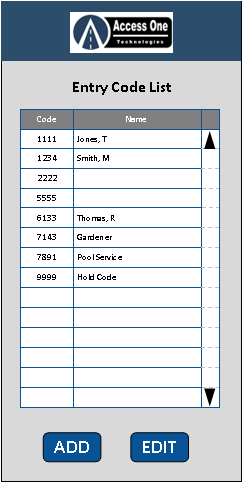 Access One
Technologies
Entry Code List
Code Name
1111 Jones, T
1234 Smith, M
2222
5555
6133 Thomas, R
7143 Gardener
7891 Pool Service
9999 Hold Code
ADD EDIT